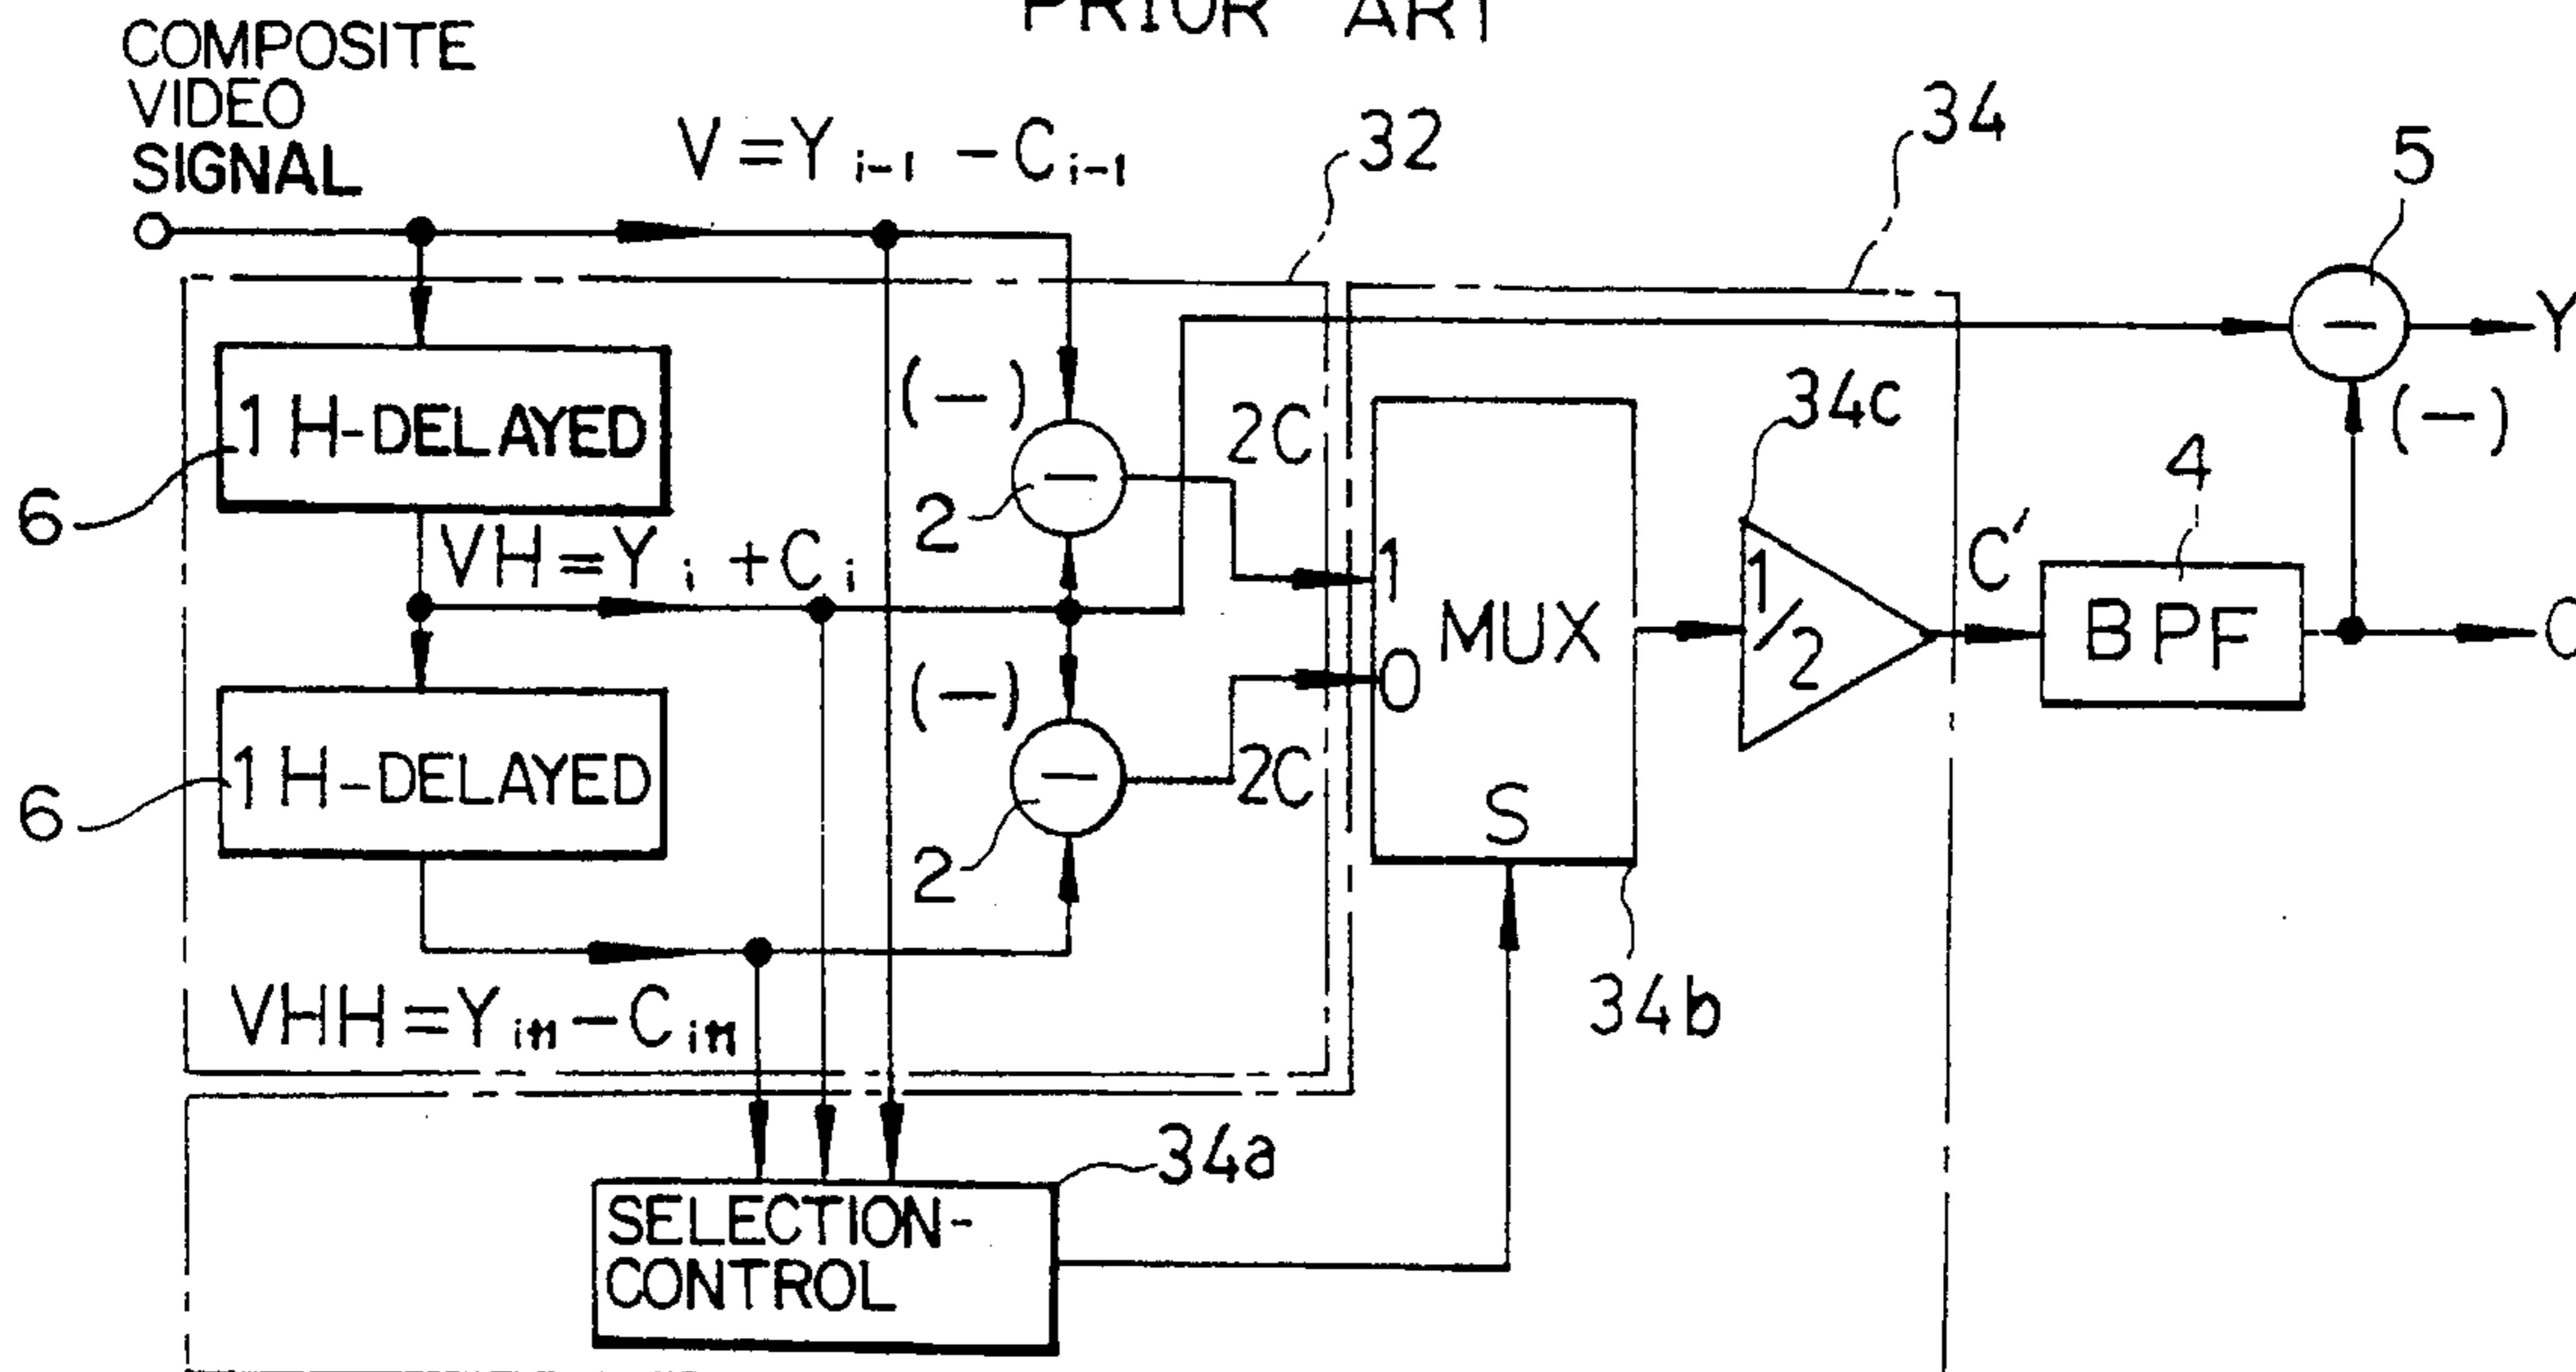 PRIOR ART
COMPOSITE
VIDEO
SIGNAL
V=Y i-1 -C i-1
32
34
5
Y
(-)
1H-DELAYED
6
2
2C
VH=Y i +C i
1
MUX
0
S
34c
1/2
C'
4
BPF
(-)
C
(-)
1H-DELAYED
6
2
2C
VHH=Y i+1 -C i+1
34b
34a
SELECTION-
CONTROL